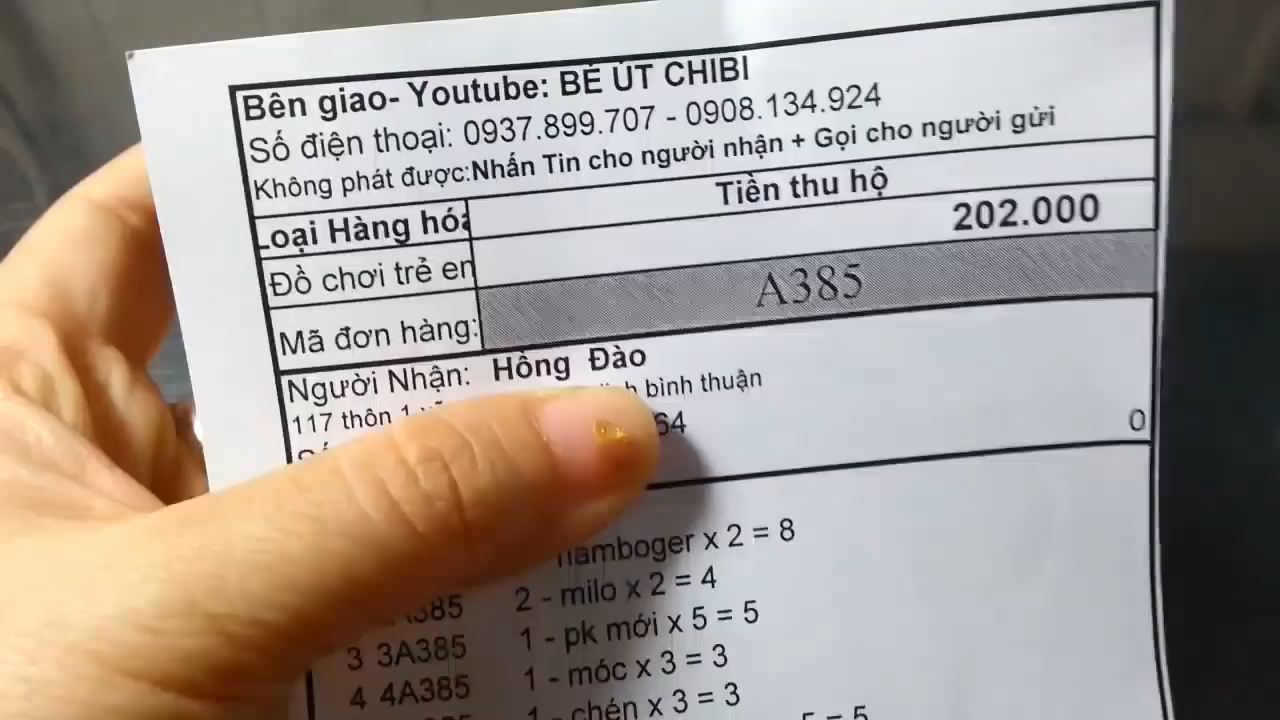 Bên giao- Youtube: BÉ ÚT CHIBI
Số điện thoại: 0937.899.707 - 0908.134.924
Không phát được:Nhấn Tin cho người nhận + Gọi cho người gửi
Loại Hàng hóa Tiền thu hộ
Đồ chơi trẻ em 202.000
Mã đơn hàng: A385
Người Nhận: Hồng Đào
117 thôn 1 bình thuận
64 0
hamboger x 2 = 8
A385 2 - milo x 2 = 4
3 3A385 1 - pk mới x 5 = 5
4 4A385 1 - móc x 3 = 3
1 - chén x 3 = 3
5 = 5